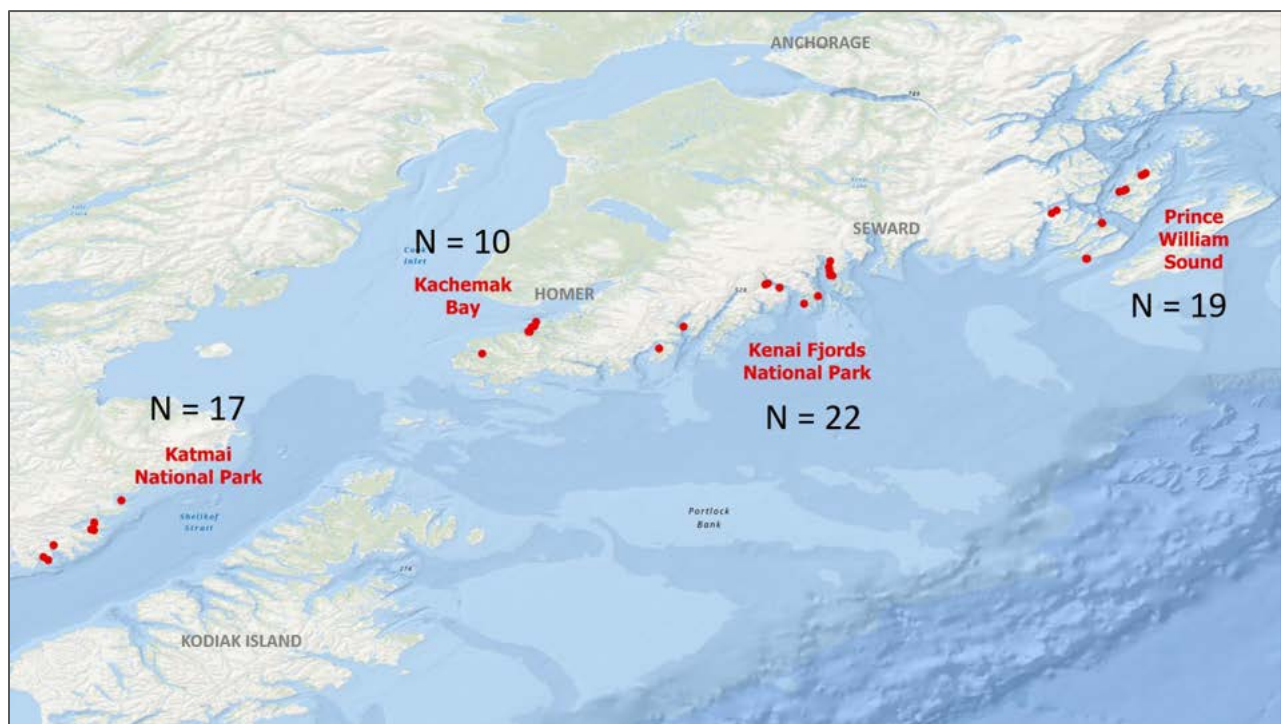 ANCHORAGE
N = 10
Kachemak
Bay
HOMER
SEWARD
Prince
William
Sound
N = 19
Kenai Fjords
National Park
N = 22
N = 17
Katmai
National Park
Shelikof
Strait
Portlock
Bank
KODIAK ISLAND
Inlet